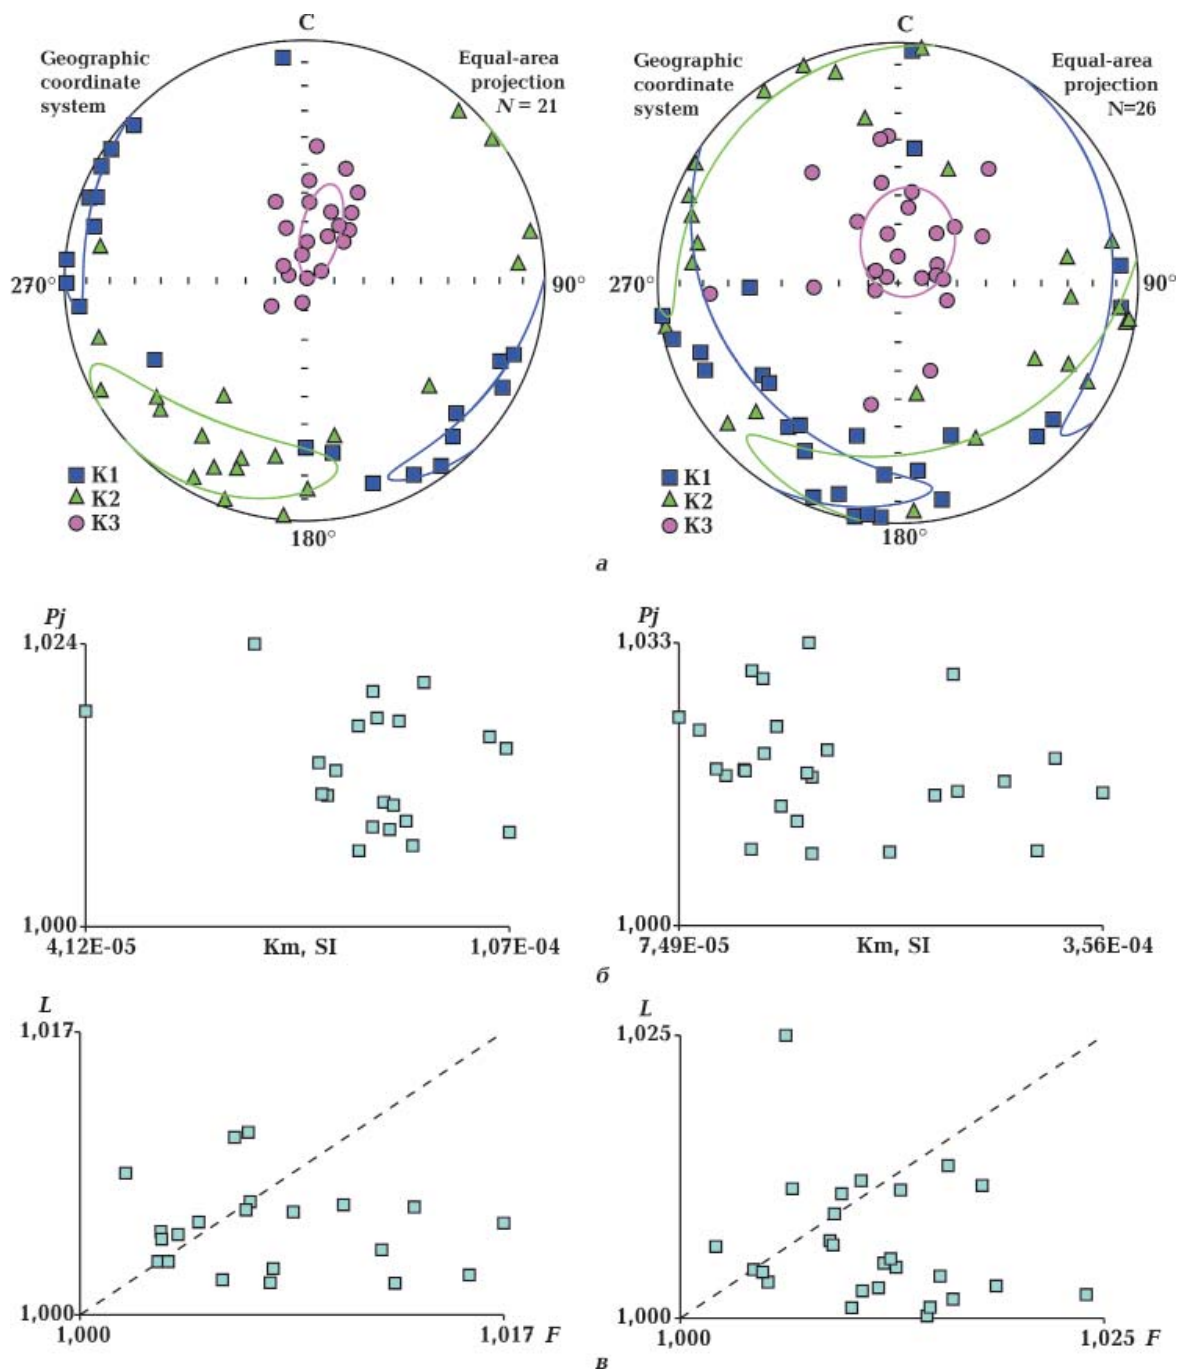 C
Geographic
coordinate
system
Equal-area
projection
N = 21
270°
90°
180°
K1
K2
K3
C
Geographic
coordinate
system
Equal-area
projection
N=26
270°
90°
180°
K1
K2
K3
а
Pj
1,024
1,000
4,12E-05
Km, SI
1,07E-04
Pj
1,033
1,000
7,49E-05
Km, SI
3,56E-04
б
L
1,017
1,000
1,000
1,017 F
L
1,025
1,000
1,000
1,025 F
в